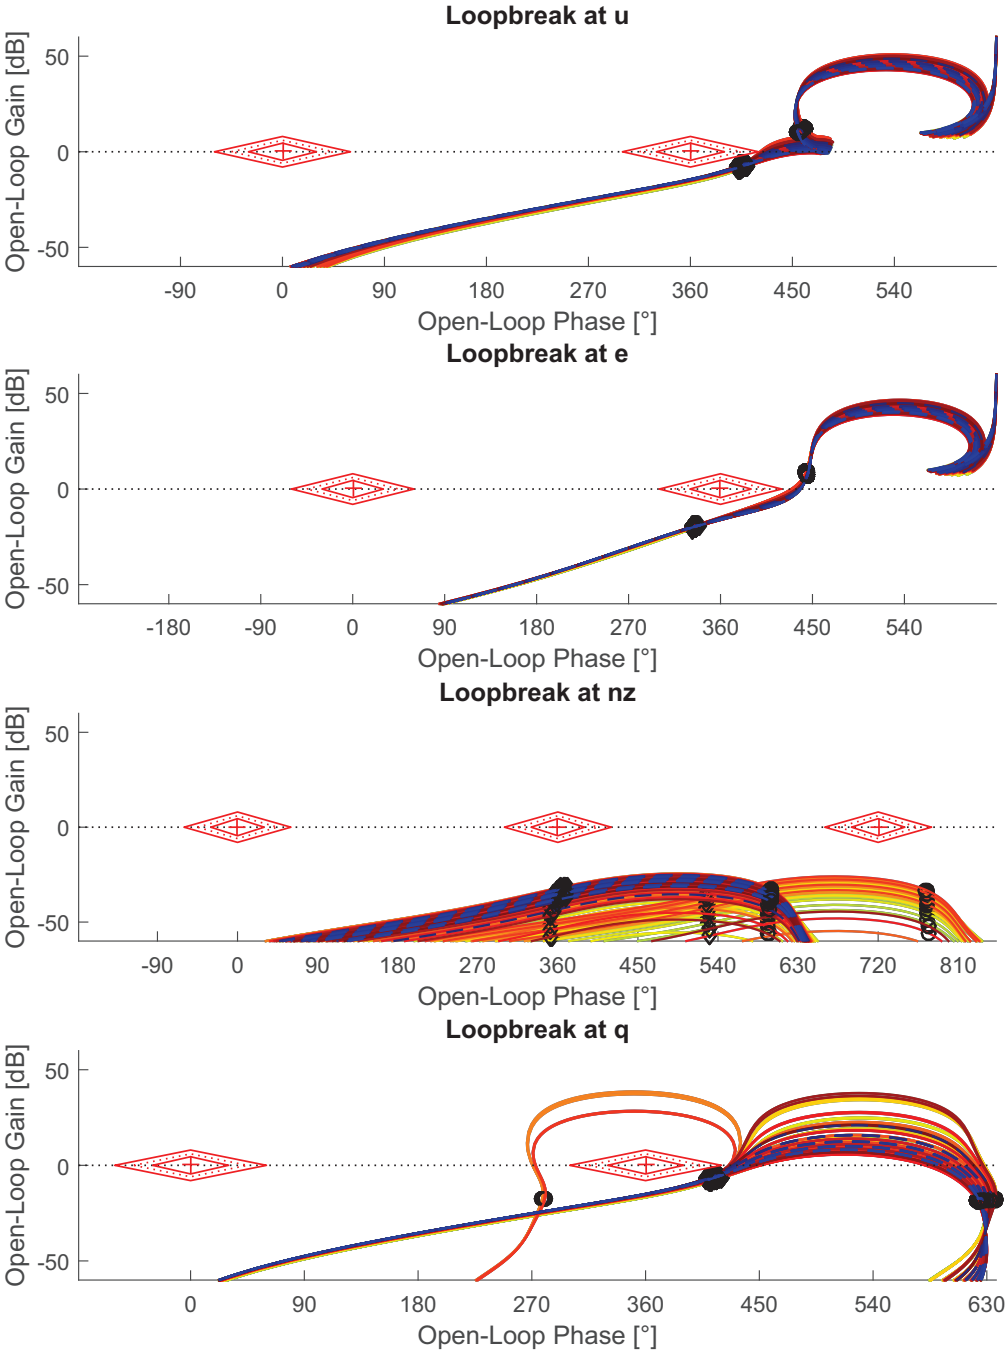 Loopbreak at u
Open-Loop Gain [dB]
50
0
-50
-90 0 90 180 270 360 450 540
Open-Loop Phase [°]
Loopbreak at e
Open-Loop Gain [dB]
50
0
-50
-180 -90 0 90 180 270 360 450 540
Open-Loop Phase [°]
Loopbreak at nz
Open-Loop Gain [dB]
50
0
-50
-90 0 90 180 270 360 450 540 630 720 810
Open-Loop Phase [°]
Loopbreak at q
Open-Loop Gain [dB]
50
0
-50
0 90 180 270 360 450 540 630
Open-Loop Phase [°]